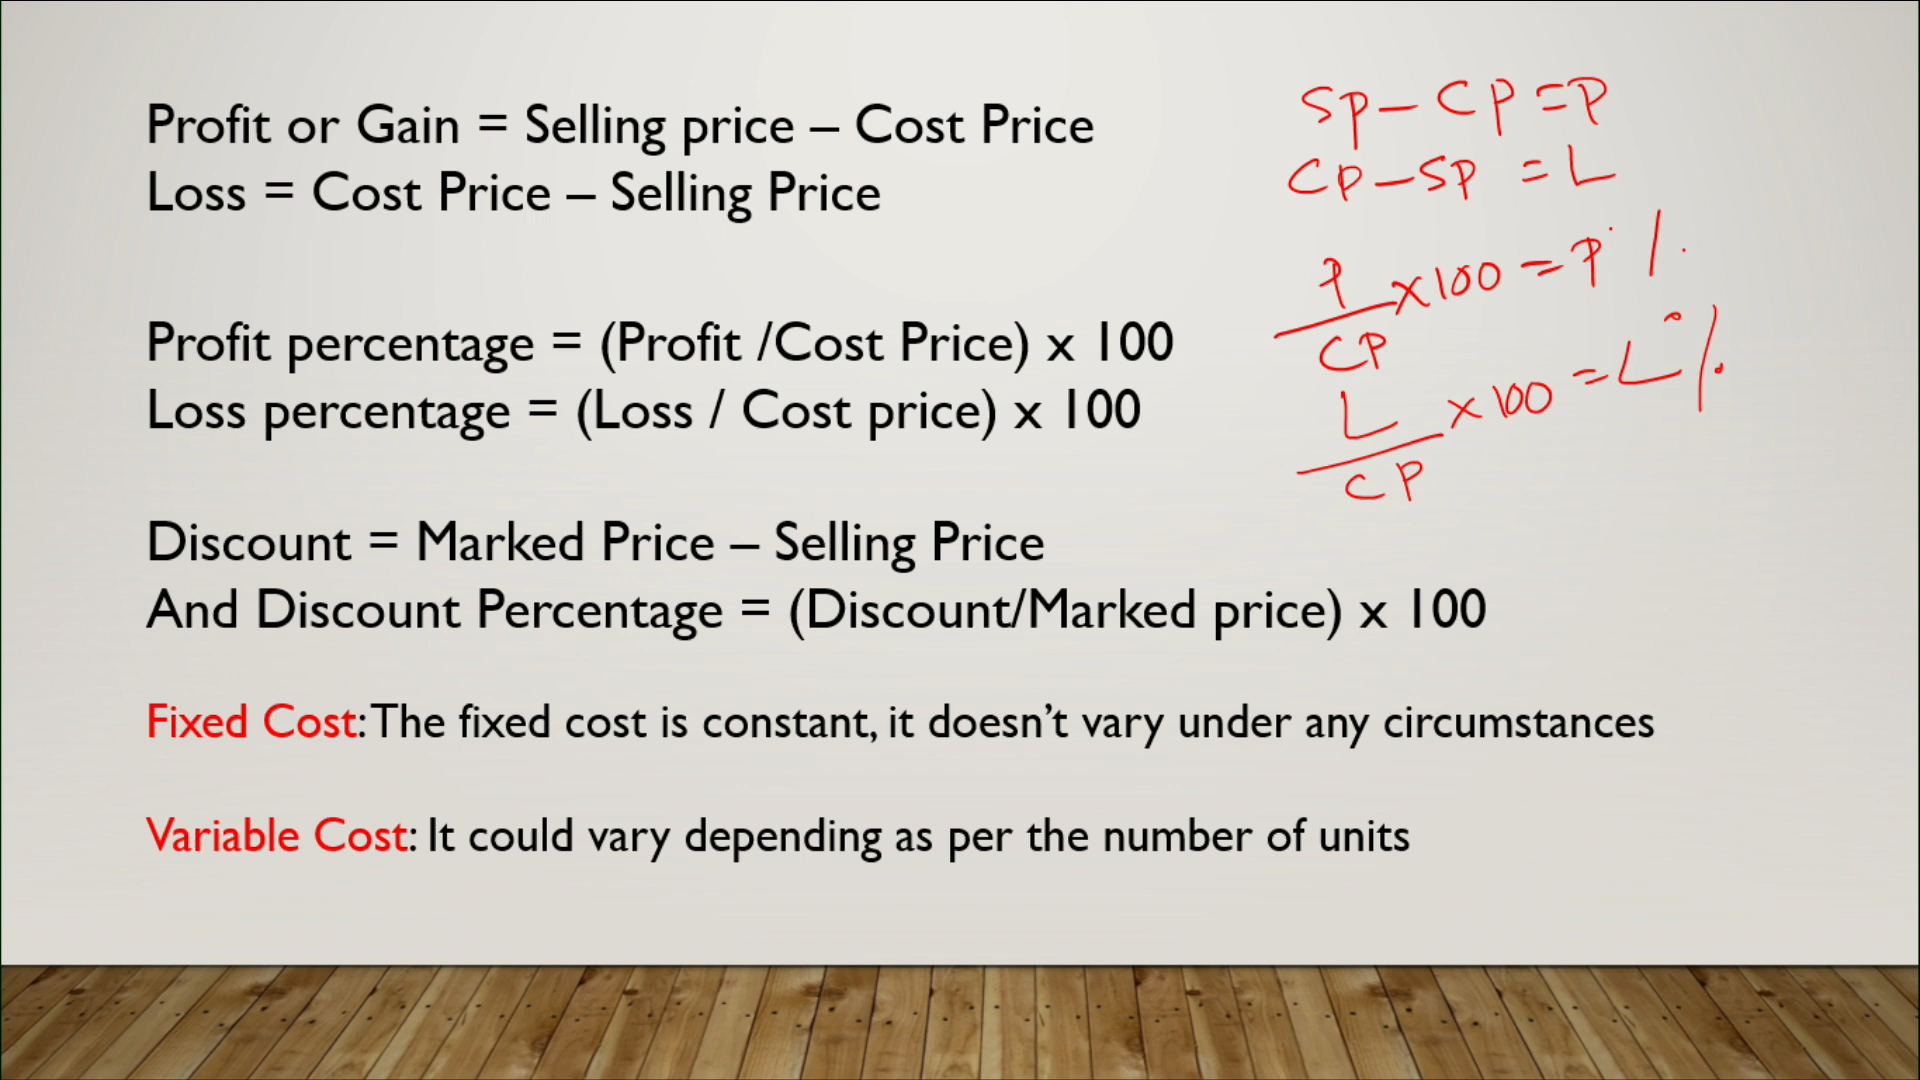 Profit or Gain = Selling price – Cost Price
Loss = Cost Price – Selling Price
Profit percentage = (Profit /Cost Price) x 100
Loss percentage = (Loss / Cost price) x 100
Discount = Marked Price – Selling Price
And Discount Percentage = (Discount/Marked price) x 100
Fixed Cost: The fixed cost is constant, it doesn’t vary under any circumstances
Variable Cost: It could vary depending as per the number of units
SP – CP = P
CP – SP = L
P/CP x 100 = P %
L/CP x 100 = L %